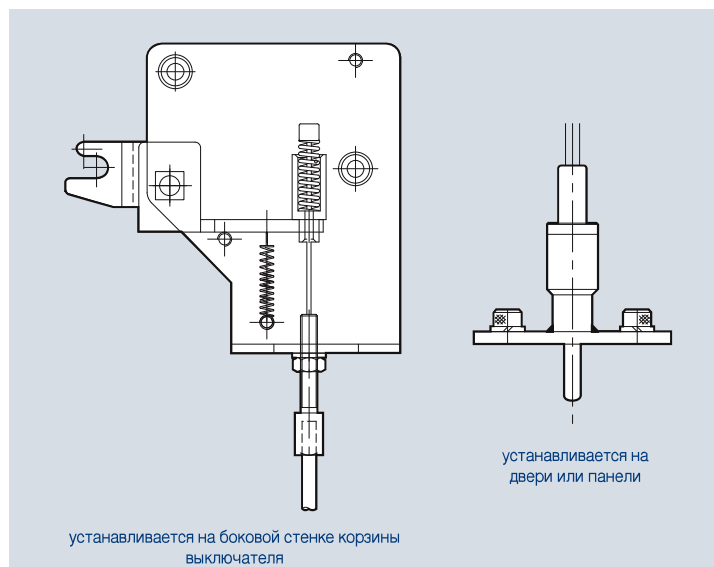 устанавливается на
двери или панели
устанавливается на боковой стенке корзины
выключателя